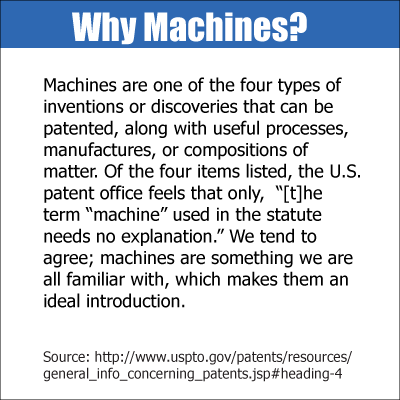 Why Machines?
Machines are one of the four types of
inventions or discoveries that can be
patented, along with useful processes,
manufactures, or compositions of
matter. Of the four items listed, the U.S.
patent office feels that only,  “[t]he
term “machine” used in the statute
needs no explanation.” We tend to
agree; machines are something we are
all familiar with, which makes them an
ideal introduction.
Source: http://www.uspto.gov/patents/resources/
general_info_concerning_patents.jsp#heading-4